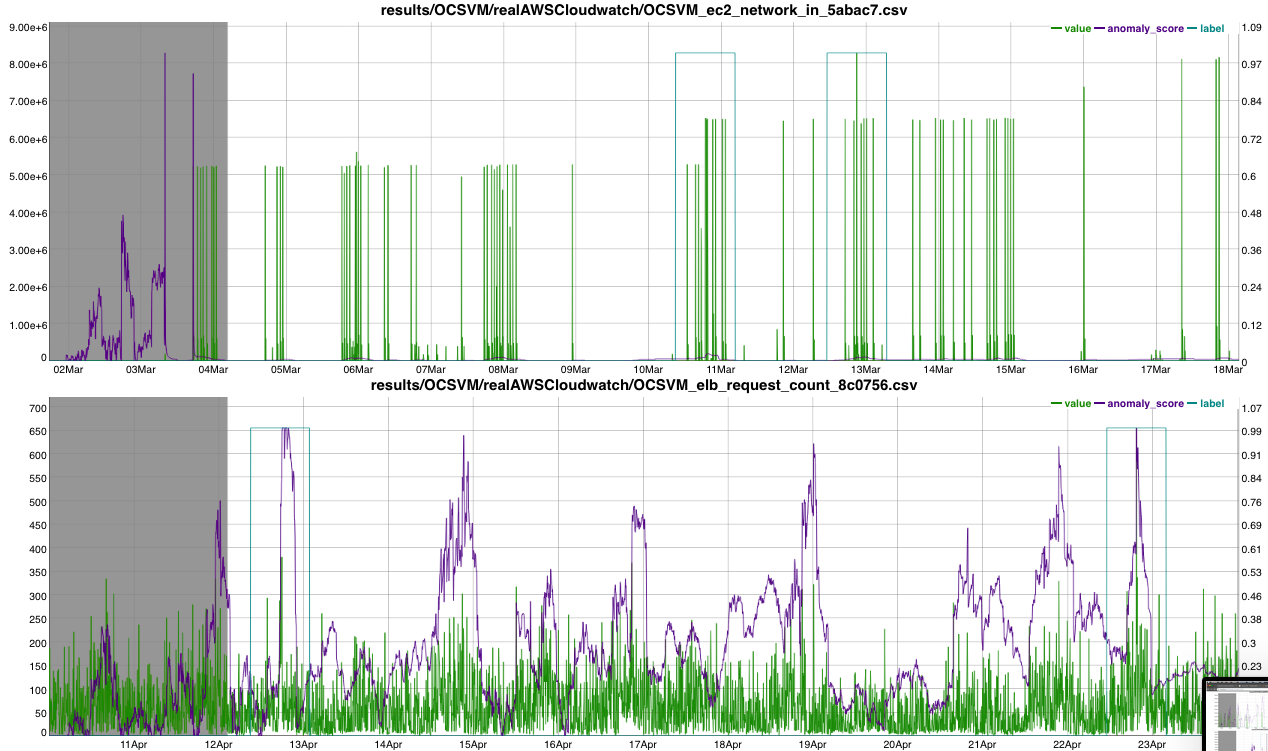 results/OCSVM/realAWSCloudwatch/OCSVM_ec2_network_in_5abac7.csv
value anomaly_score label
9.00e+6
8.00e+6
7.00e+6
6.00e+6
5.00e+6
4.00e+6
3.00e+6
2.00e+6
1.00e+6
0
1.09
0.97
0.84
0.72
0.6
0.48
0.36
0.24
0.12
0
02Mar 03Mar 04Mar 05Mar 06Mar 07Mar 08Mar 09Mar 10Mar 11Mar 12Mar 13Mar 14Mar 15Mar 16Mar 17Mar 18Mar
results/OCSVM/realAWSCloudwatch/OCSVM_elb_request_count_8c0756.csv
value anomaly_score label
700
650
600
550
500
450
400
350
300
250
200
150
100
50
0
1.07
0.99
0.91
0.84
0.76
0.69
0.61
0.53
0.46
0.38
0.3
0.23
11Apr 12Apr 13Apr 14Apr 15Apr 16Apr 17Apr 18Apr 19Apr 20Apr 21Apr 22Apr 23Apr